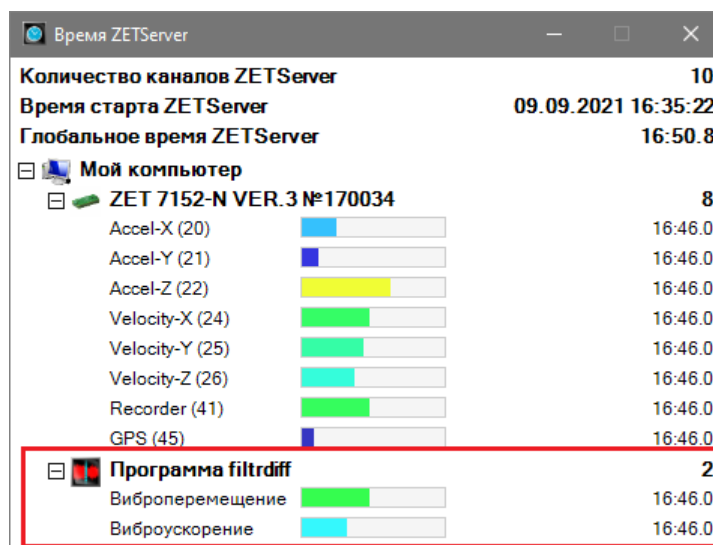 Время ZETServer
Количество каналов ZETServer 10
Время старта ZETServer 09.09.2021 16:35:22
Глобальное время ZETServer 16:50.8
Мой компьютер
ZET 7152-N VER.3 №170034 8
Accel-X (20) 16:46.0
Accel-Y (21) 16:46.0
Accel-Z (22) 16:46.0
Velocity-X (24) 16:46.0
Velocity-Y (25) 16:46.0
Velocity-Z (26) 16:46.0
Recorder (41) 16:46.0
GPS (45) 16:46.0
Программа filtrdiff 2
Виброперемещение 16:46.0
Виброускорение 16:46.0